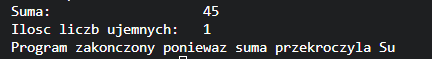 Suma: 45
Ilosc liczb ujemnych: 1
Program zakonczony poniewaz suma przekroczyla Su